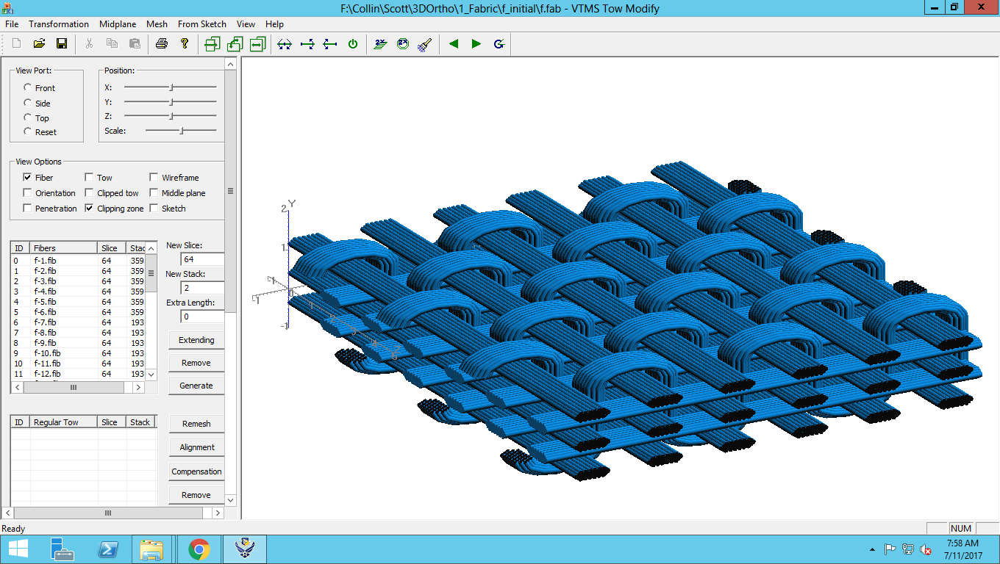 F:\Collin\Scott\3DOrtho\1_Fabric\f_initial\f.fab - VTMS Tow Modify
File Transformation Midplane Mesh From Sketch View Help
View Port:
Front
Side
Top
Reset
Position:
X:
Y:
Z:
Scale:
View Options
Fiber Tow Wireframe
Orientation Clipped tow Middle plane
Penetration Clipping zone Sketch
ID Fibers Slice Stac
0 f-1.fib 64 359
1 f-2.fib 64 359
2 f-3.fib 64 359
3 f-4.fib 64 359
4 f-5.fib 64 359
5 f-6.fib 64 359
6 f-7.fib 64 193
7 f-8.fib 64 193
8 f-9.fib 64 193
9 f-10.fib 64 193
10 f-11.fib 64 193
11 f-12.fib 64 193
New Slice:
64
New Stack:
2
Extra Length:
0
Extending
Remove
Generate
ID Regular Tow Slice Stack
Remesh
Alignment
Compensation
Remove
2 Y
1
-1
-1
0
1
2
3
4
-1
Ready
NUM
7:58 AM
7/11/2017